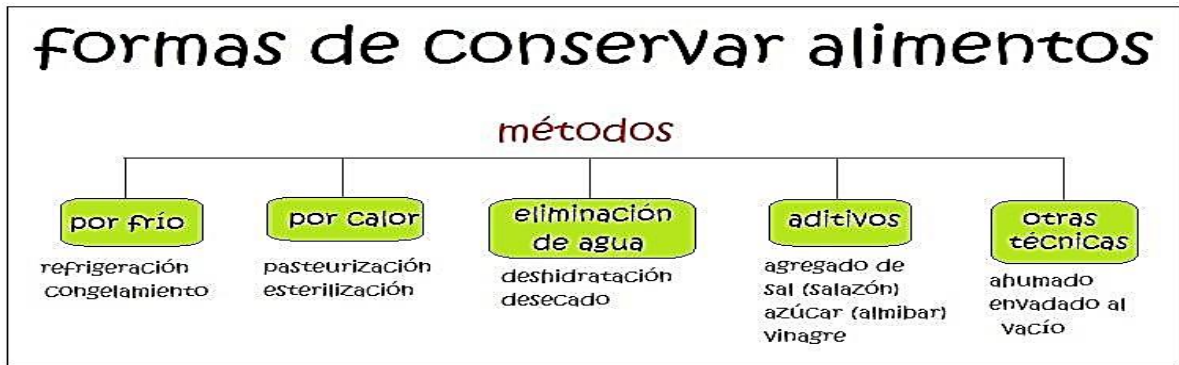 formas de conservar alimentos
métodos
por frío
refrigeración
congelamiento
por calor
pasteurización
esterilización
eliminación
de agua
deshidratación
desecado
aditivos
agregado de
sal (salazón)
azúcar (almibar)
vinagre
otras
técnicas
ahumado
envadado al
vacío